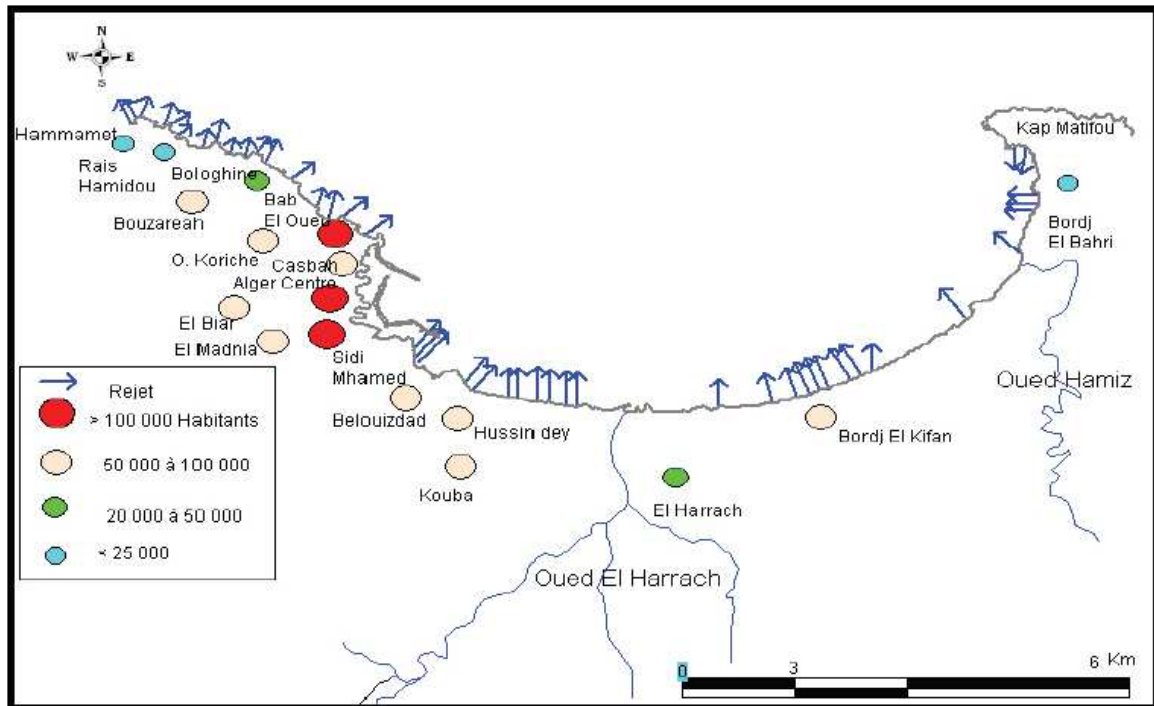 N
W E
S
Hammamet
Rais
Hamidou
Bologhine
Bouzareah
Bab
El Oued
O. Koriche
Casbah
Alger Centre
El Biar
El Madnia
Sidi
Mhamed
Belouizdad
Hussin dey
Kouba
El Harrach
Bordj El Kifan
Kap Matifou
Bordj
El Bahri
Oued Hamiz
Oued El Harrach
Rejet
> 100 000 Habitants
50 000 à 100 000
20 000 à 50 000
< 25 000
0 3 6 Km